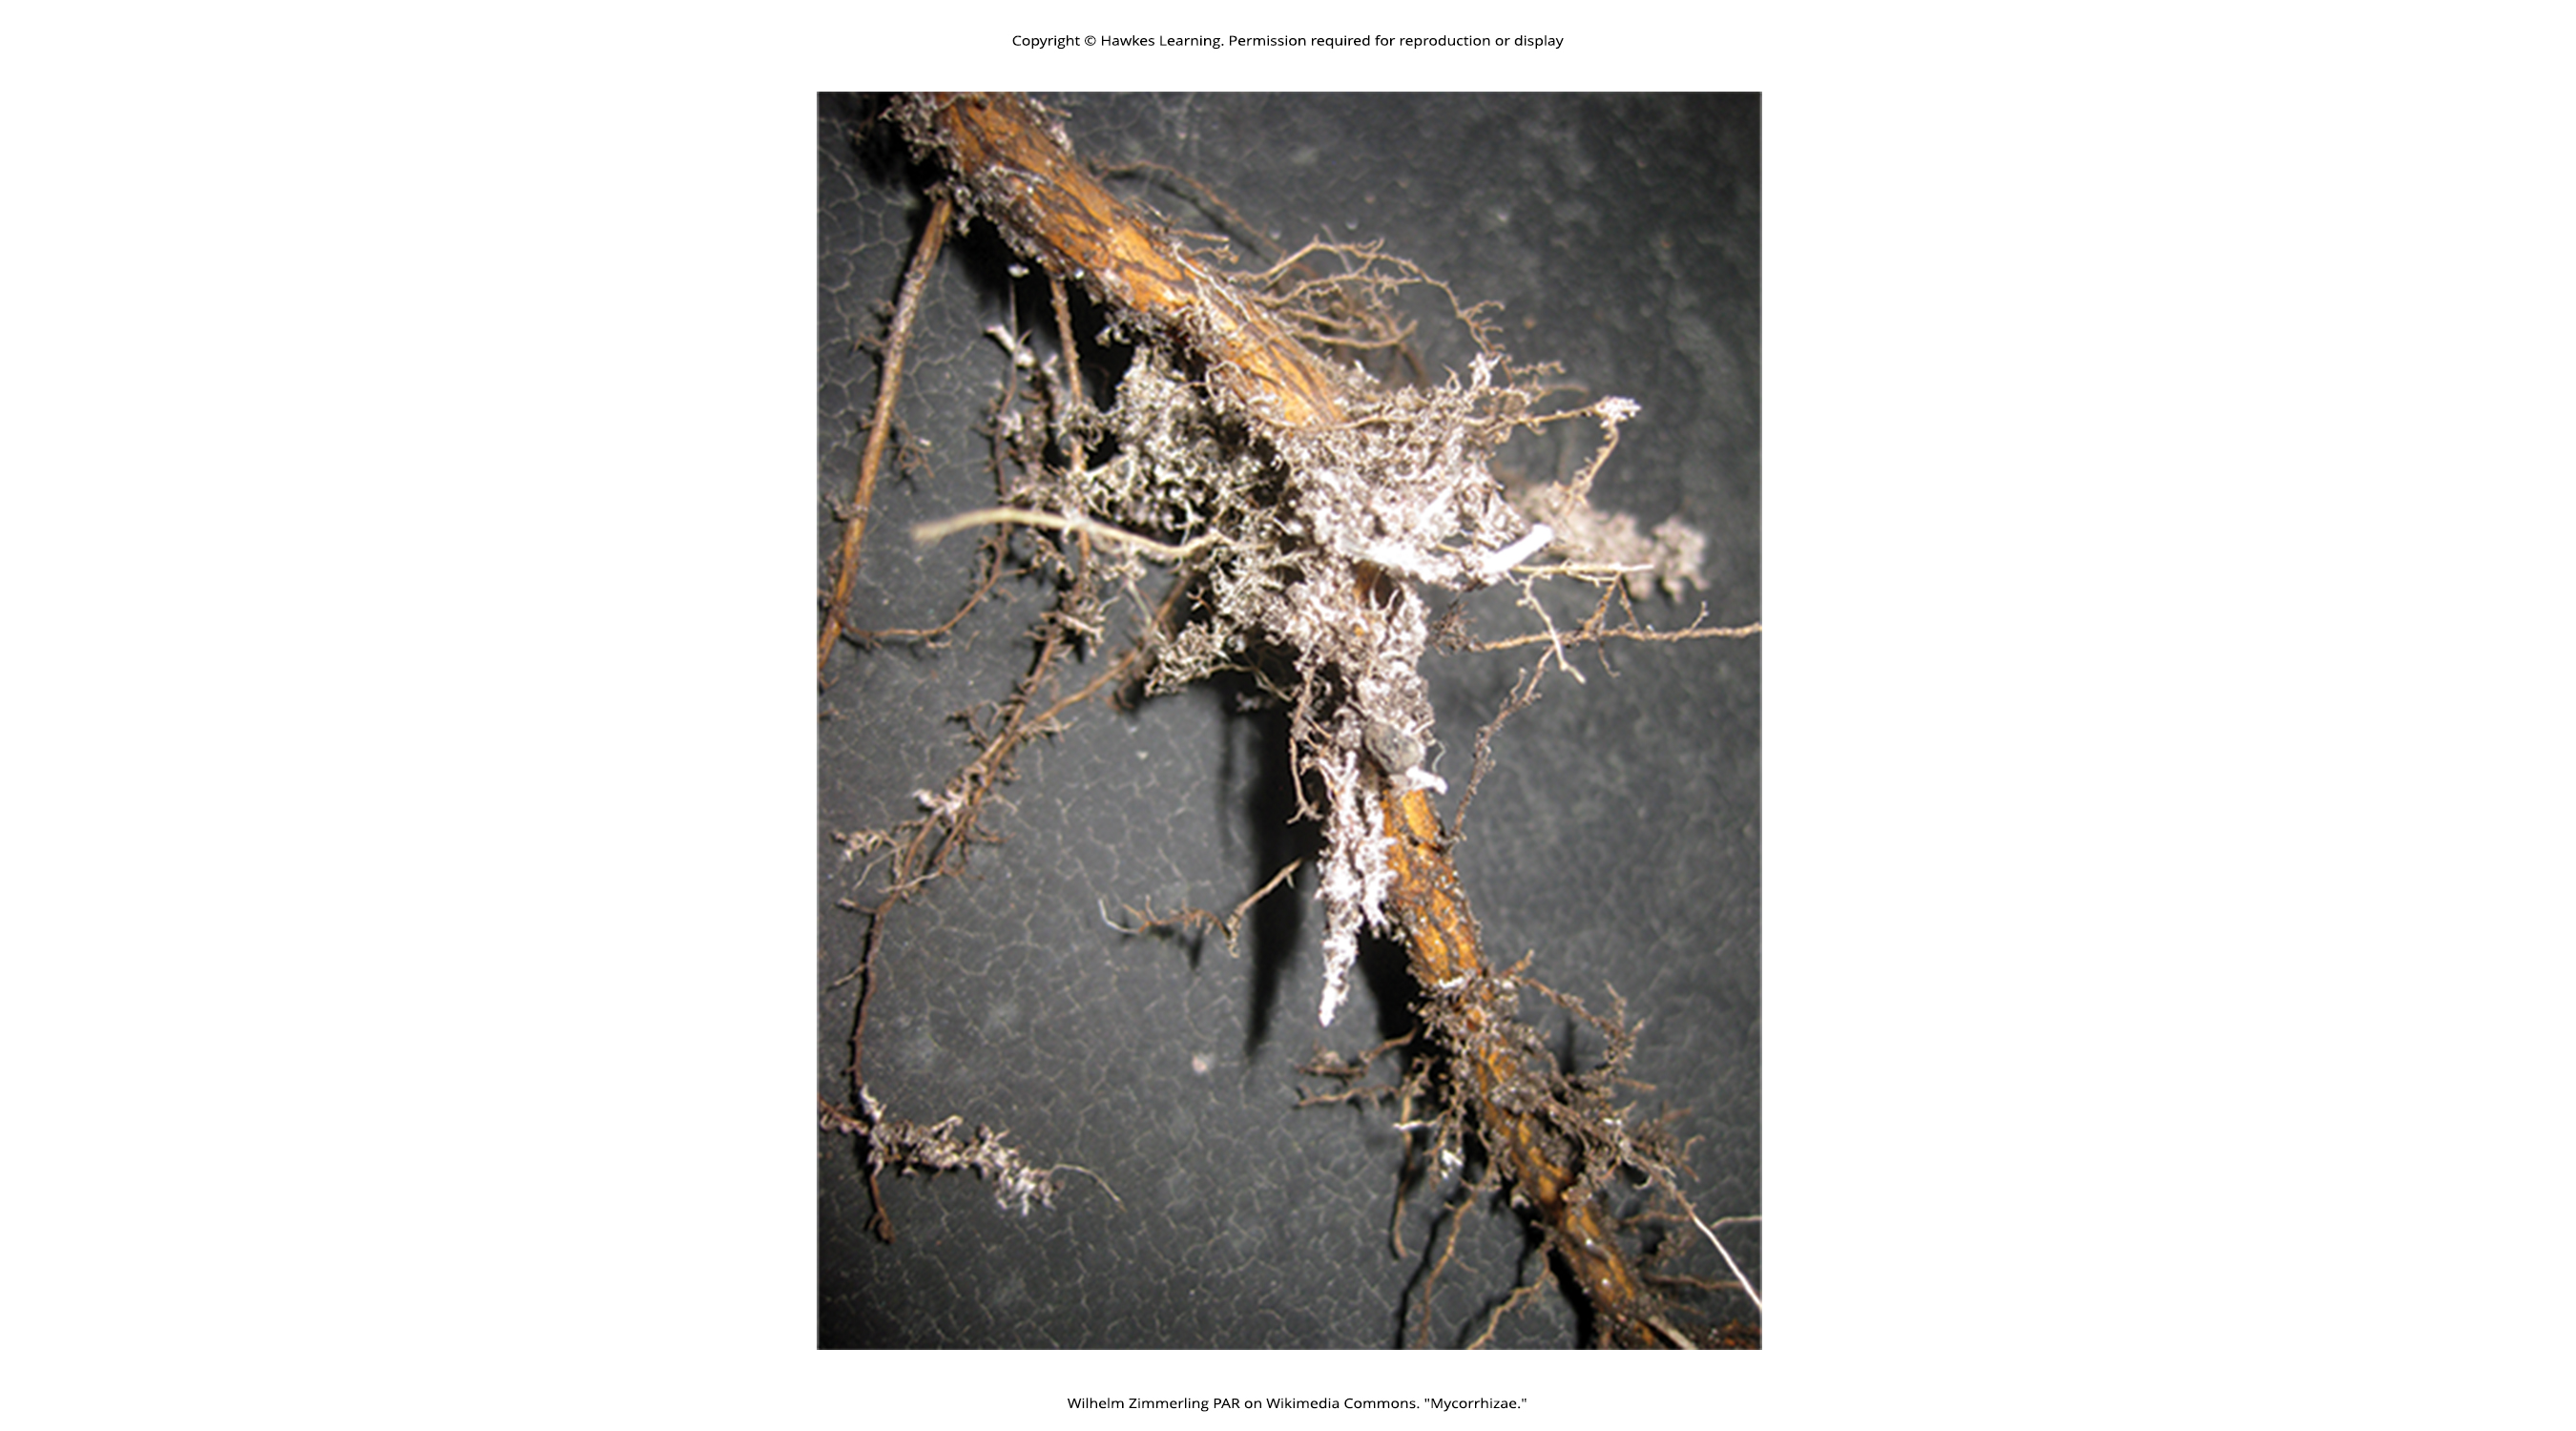 Copyright © Hawkes Learning. Permission required for reproduction or display
Wilhelm Zimmerling PAR on Wikimedia Commons. "Mycorrhizae."